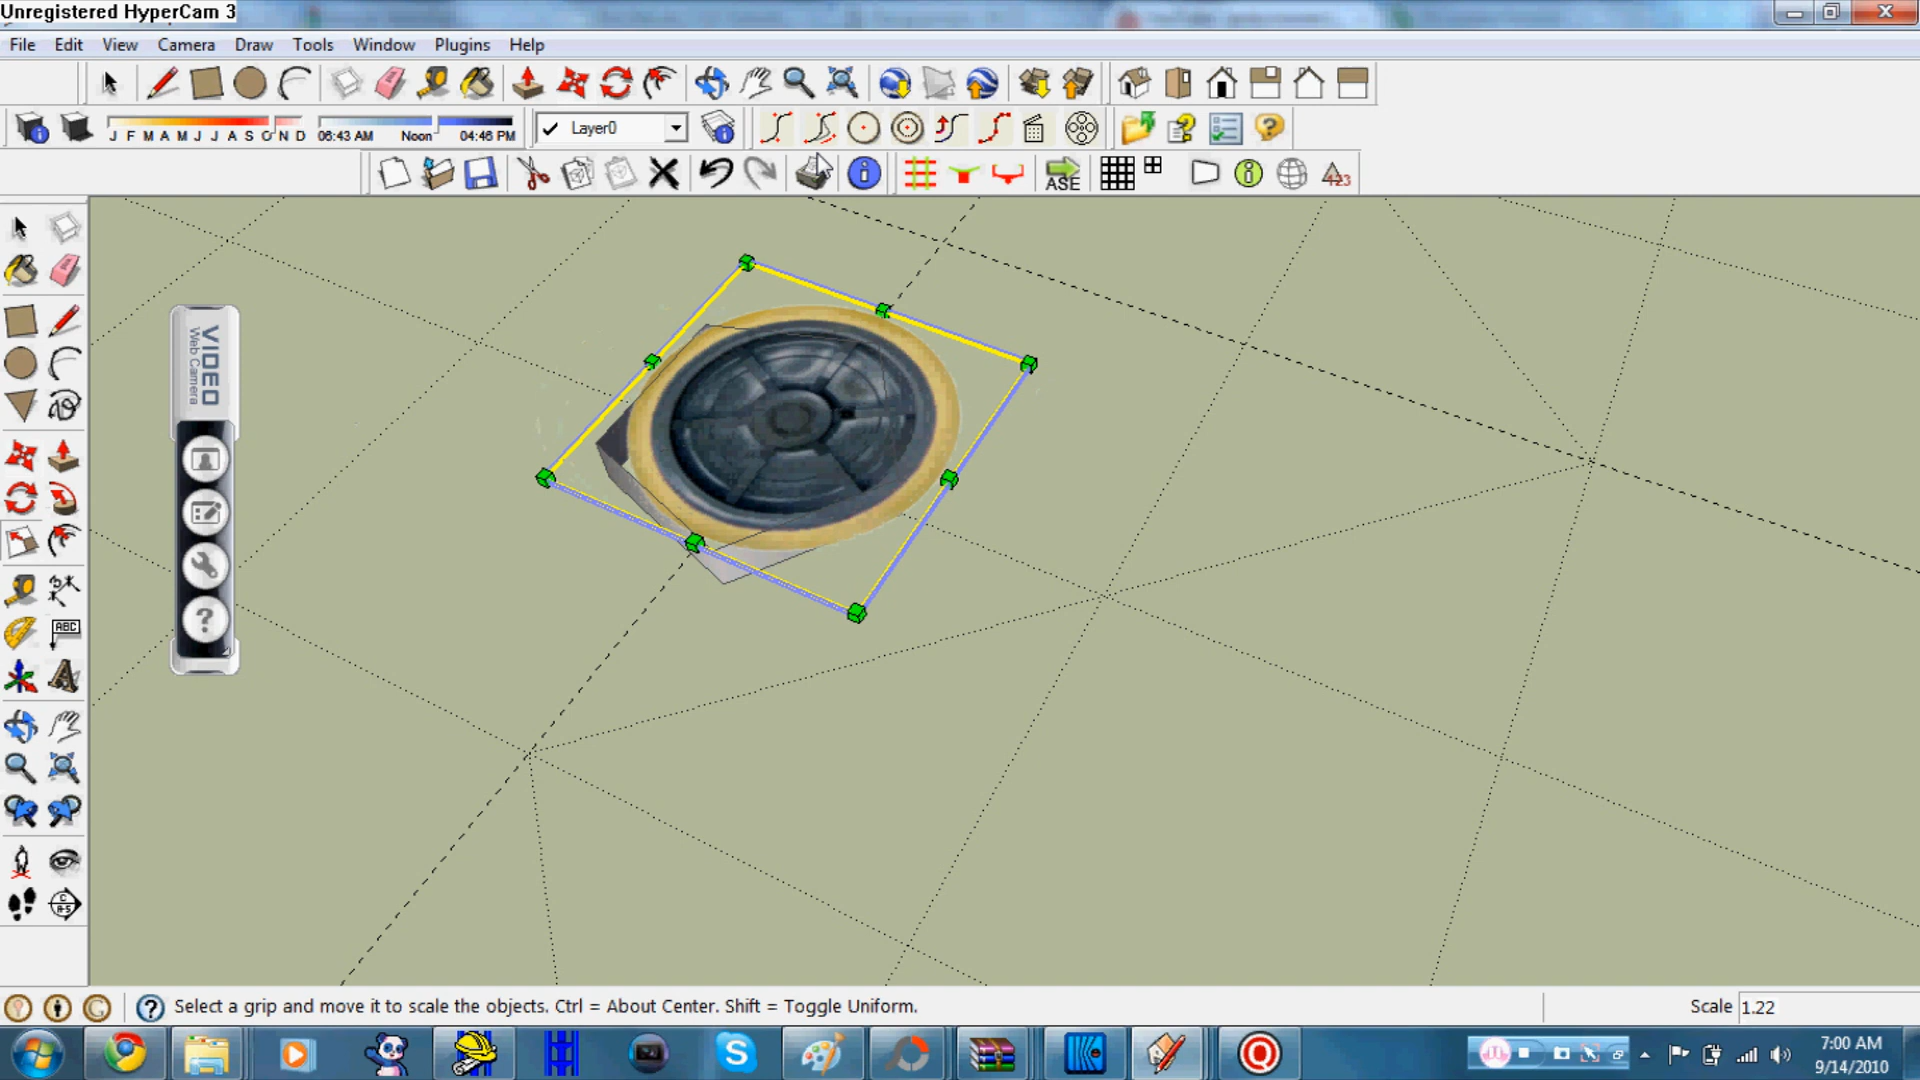 Unregistered HyperCam 3
File Edit View Camera Draw Tools Window Plugins Help
J F M A M J J A S O N D 06:43 AM Noon 04:46 PM Layer0
ASE 123
VIDEO
Web Camera
ABC
Select a grip and move it to scale the objects. Ctrl = About Center. Shift = Toggle Uniform. Scale 1.22
7:00 AM
9/14/2010